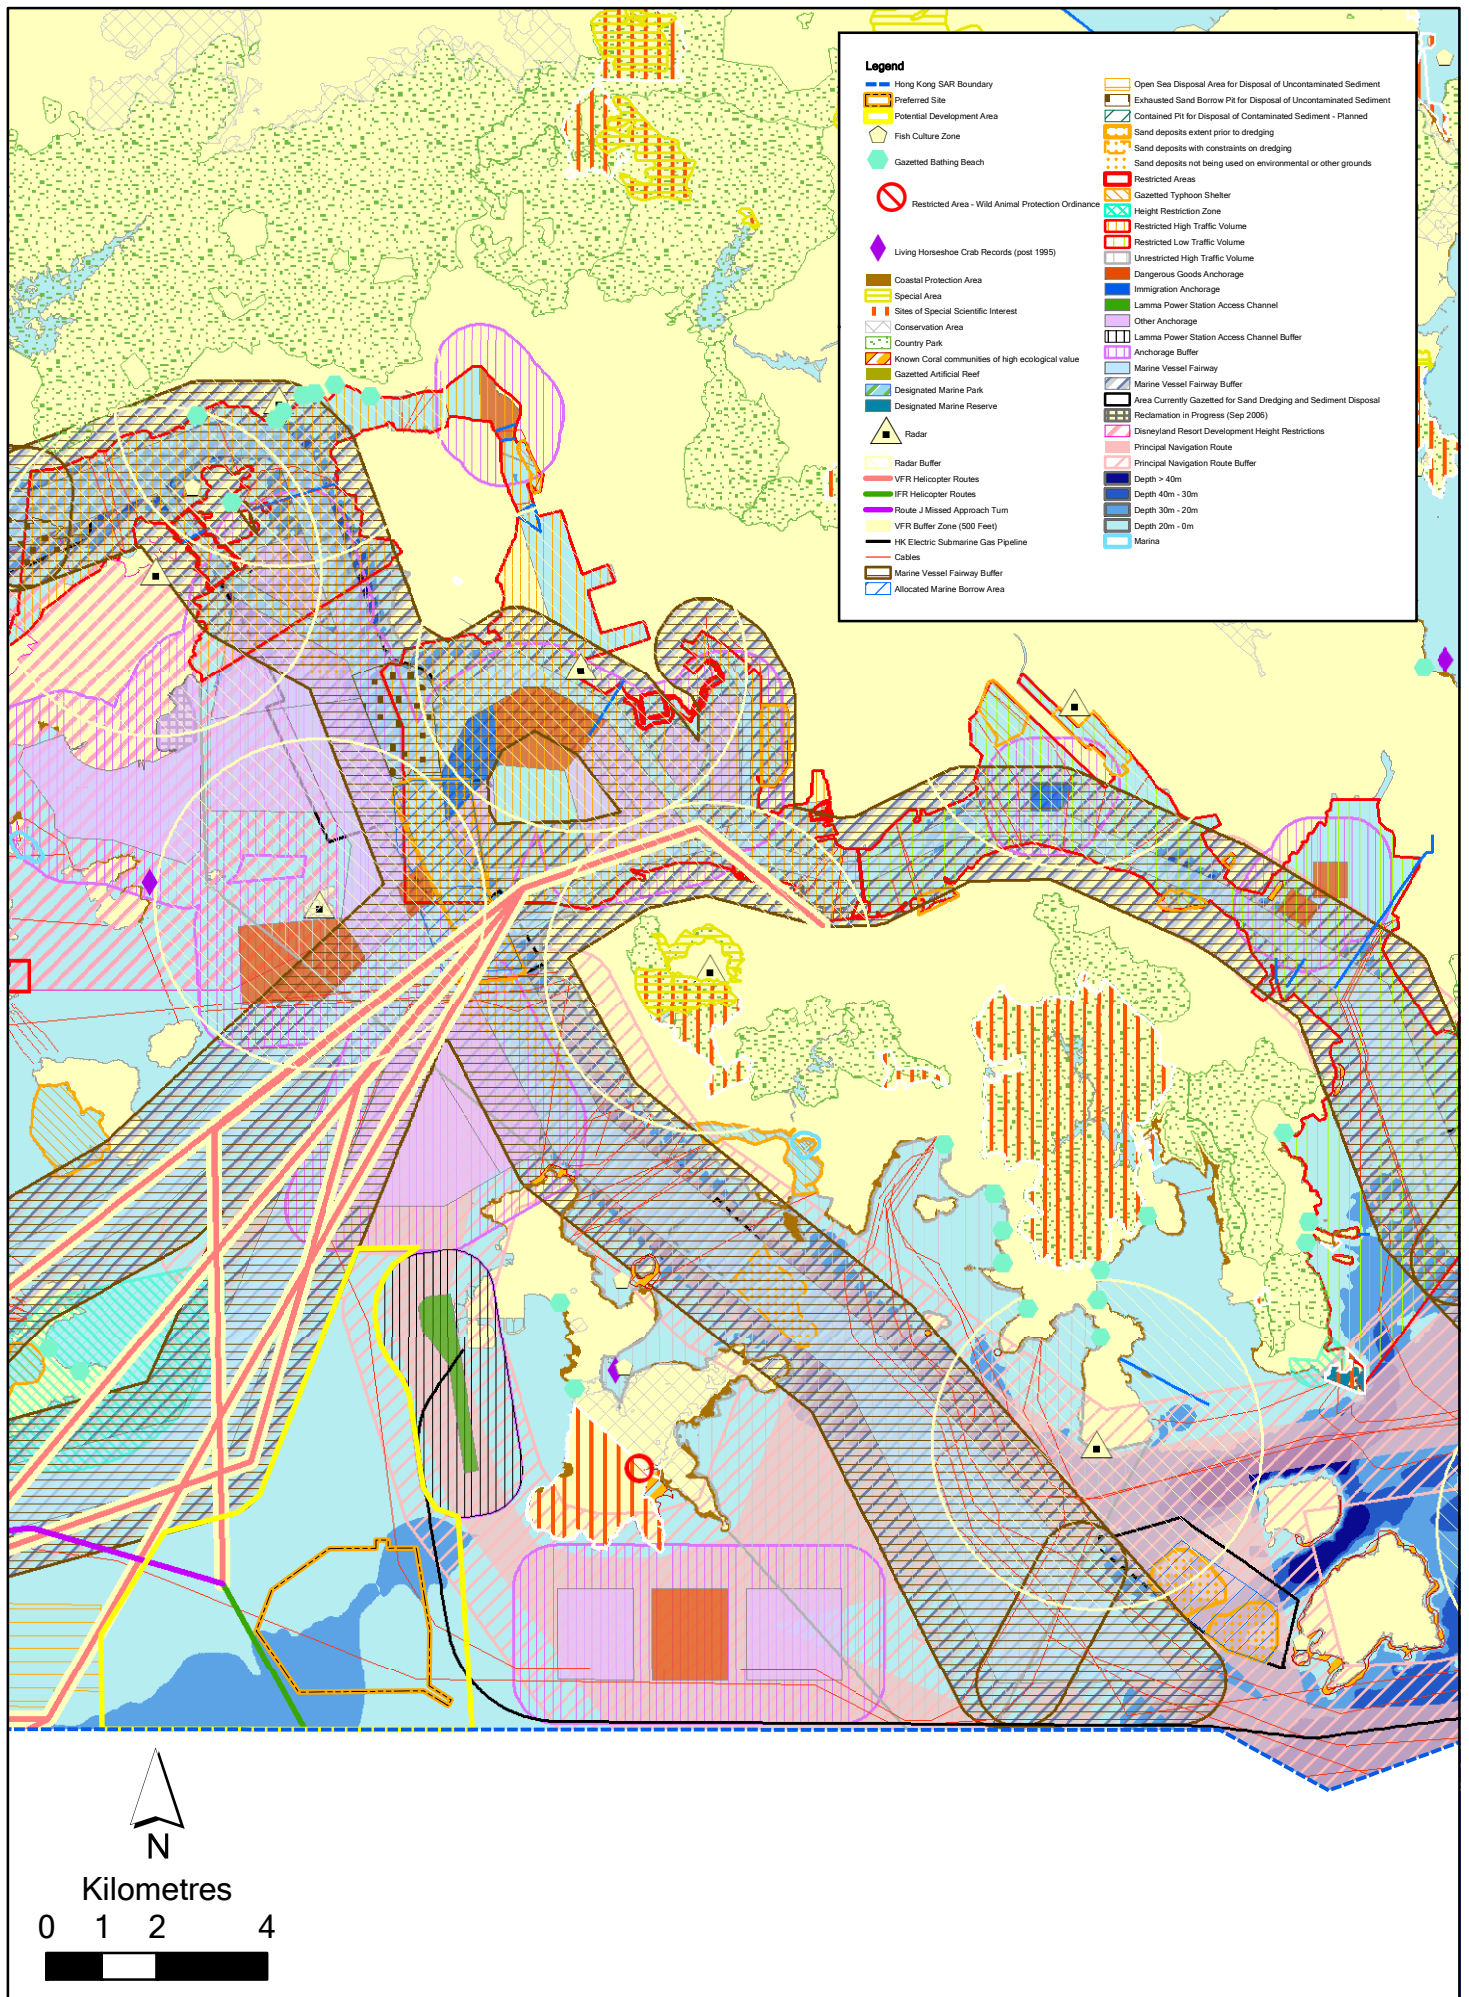 Legend
Hong Kong SAR Boundary
Preferred Site
Potential Development Area
Fish Culture Zone
Gazetted Bathing Beach
Restricted Area - Wild Animal Protection Ordinance
Living Horseshoe Crab Records (post 1995)
Coastal Protection Area
Special Area
Sites of Special Scientific Interest
Conservation Area
Country Park
Known Coral communities of high ecological value
Gazetted Artificial Reef
Designated Marine Park
Designated Marine Reserve
Radar
Radar Buffer
VFR Helicopter Routes
IFR Helicopter Routes
Route J Missed Approach Turn
VFR Buffer Zone (500 Feet)
HK Electric Submarine Gas Pipeline
Cables
Marine Vessel Fairway Buffer
Allocated Marine Borrow Area
Open Sea Disposal Area for Disposal of Uncontaminated Sediment
Exhausted Sand Borrow Pit for Disposal of Uncontaminated Sediment
Contained Pit for Disposal of Contaminated Sediment - Planned
Sand deposits extent prior to dredging
Sand deposits with constraints on dredging
Sand deposits not being used on environmental or other grounds
Restricted Areas
Gazetted Typhoon Shelter
Height Restriction Zone
Restricted High Traffic Volume
Restricted Low Traffic Volume
Unrestricted High Traffic Volume
Dangerous Goods Anchorage
Immigration Anchorage
Lamma Power Station Access Channel
Other Anchorage
Lamma Power Station Access Channel Buffer
Anchorage Buffer
Marine Vessel Fairway
Marine Vessel Fairway Buffer
Area Currently Gazetted for Sand Dredging and Sediment Disposal
Reclamation in Progress (Sep 2006)
Disneyland Resort Development Height Restrictions
Principal Navigation Route
Principal Navigation Route Buffer
Depth > 40m
Depth 40m - 30m
Depth 30m - 20m
Depth 20m - 0m
Marina
N
Kilometres
0 1 2 4